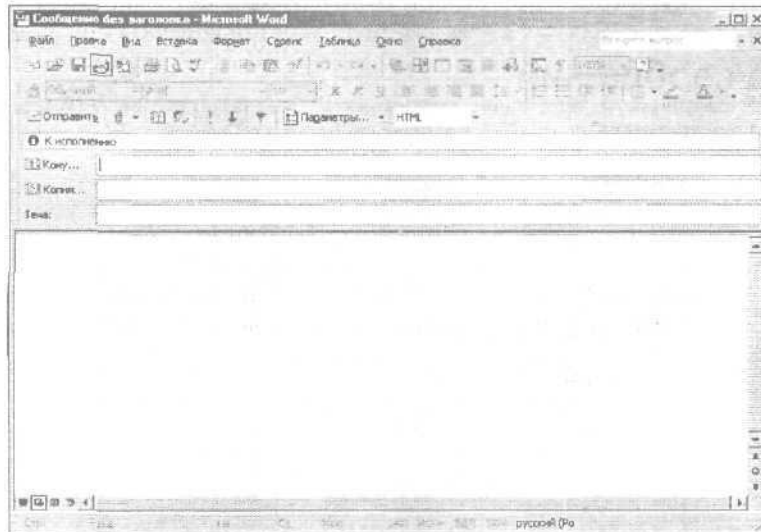 Сообщение без заголовка - Microsoft Word
Файл Правка Вид Вставка Формат Сервис Таблица Окно Справка
Отправить Параметры... HTML
К исполнению
Кому...
Копия...
Тема:
русский (Ро